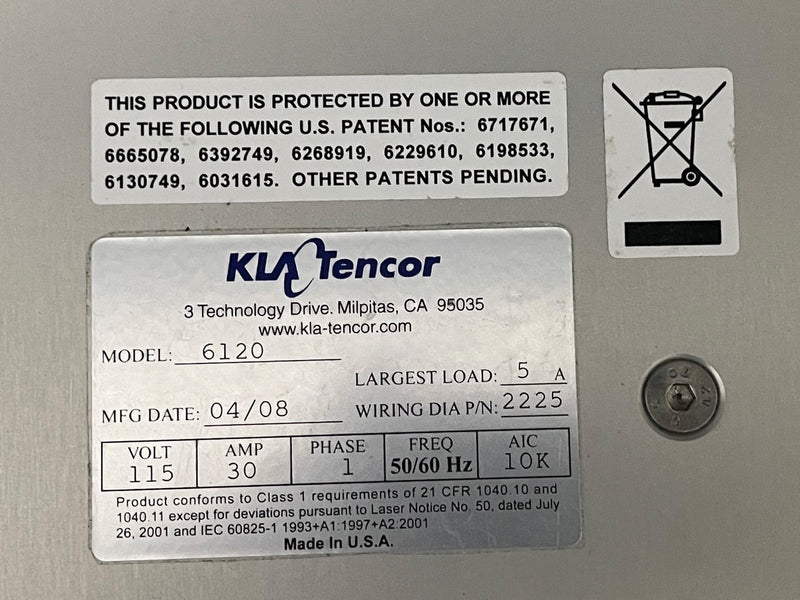 THIS PRODUCT IS PROTECTED BY ONE OR MORE
OF THE FOLLOWING U.S. PATENT Nos.: 6717671,
6665078, 6392749, 6268919, 6229610, 6198533,
6130749, 6031615. OTHER PATENTS PENDING.
KLA Tencor
3 Technology Drive. Milpitas, CA 95035
www.kla-tencor.com
MODEL: 6120
LARGEST LOAD: 5 A
MFG DATE: 04/08 WIRING DIA P/N: 2225
VOLT AMP PHASE FREQ AIC
115 30 1 50/60 Hz 10K
Product conforms to Class 1 requirements of 21 CFR 1040.10 and
1040.11 except for deviations pursuant to Laser Notice No. 50, dated July
26, 2001 and IEC 60825-1 1993+A1:1997+A2:2001
Made in U.S.A.